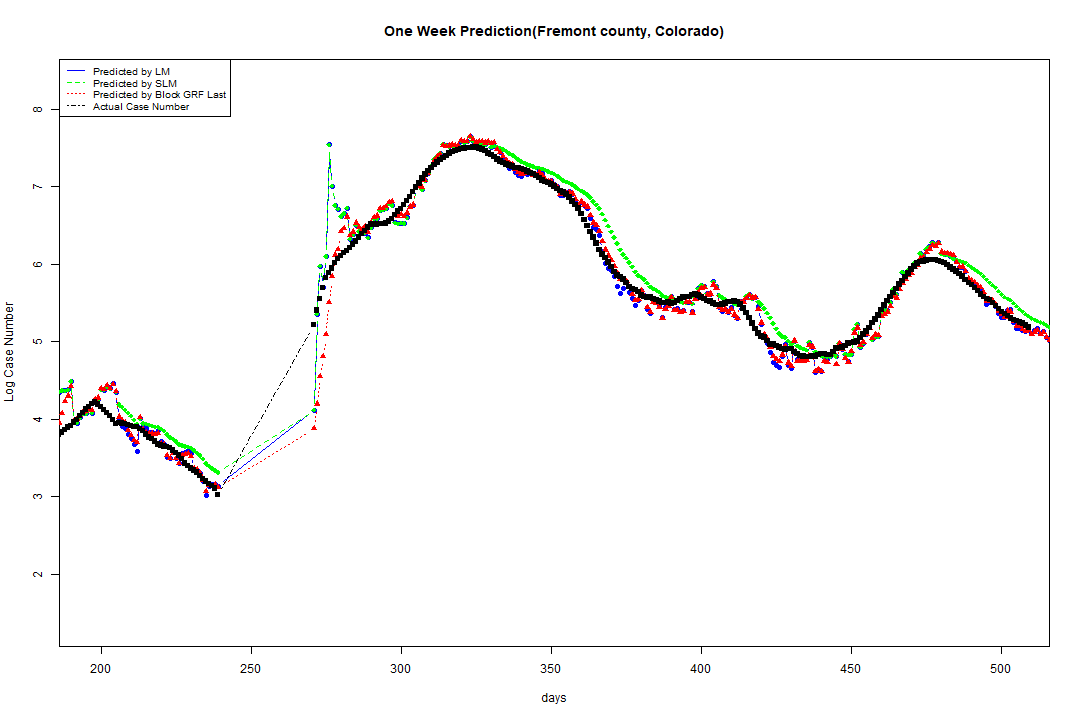 One Week Prediction(Fremont county, Colorado)
Predicted by LM
Predicted by SLM
Predicted by Block GRF Last
Actual Case Number
8
7
6
5
4
3
2
Log Case Number
200 250 300 350 400 450 500
days